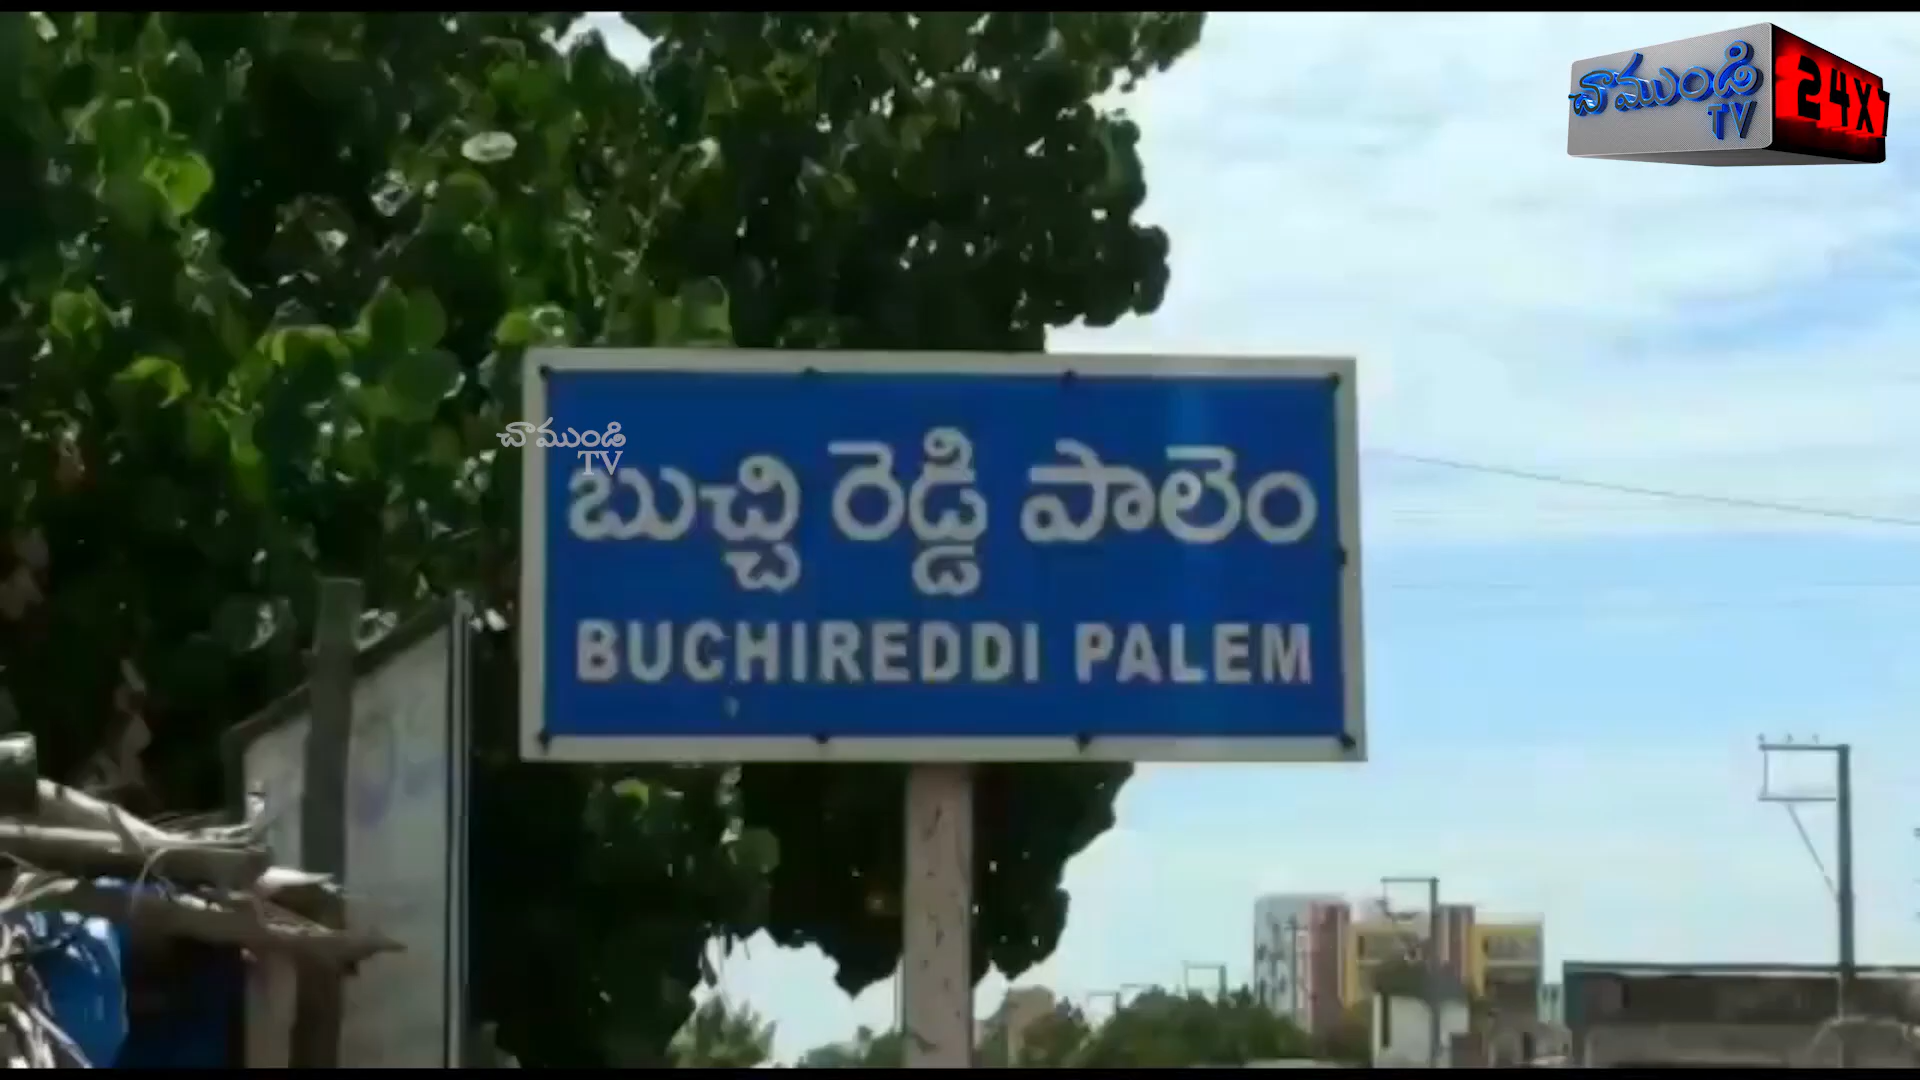 చాముండి
TV
24X
చాముండి
TV
బుచ్చి రెడ్డి పాలెం
BUCHIREDDI PALEM